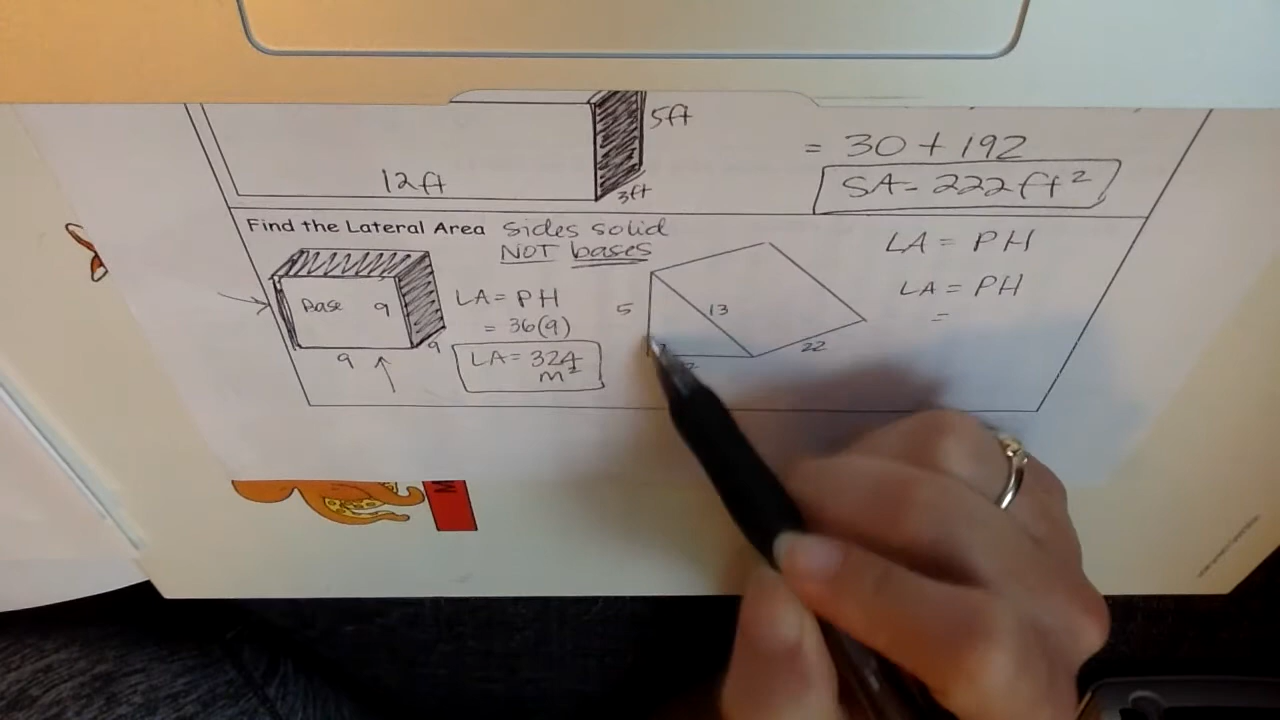 5ft
12ft
3ft
= 30 + 192
SA = 222 ft²
Find the Lateral Area sides solid
NOT bases
Base 9
9
9
LA = PH
= 36(9)
LA = 324
m²
5
13
22
LA = PH
LA = PH
=
M